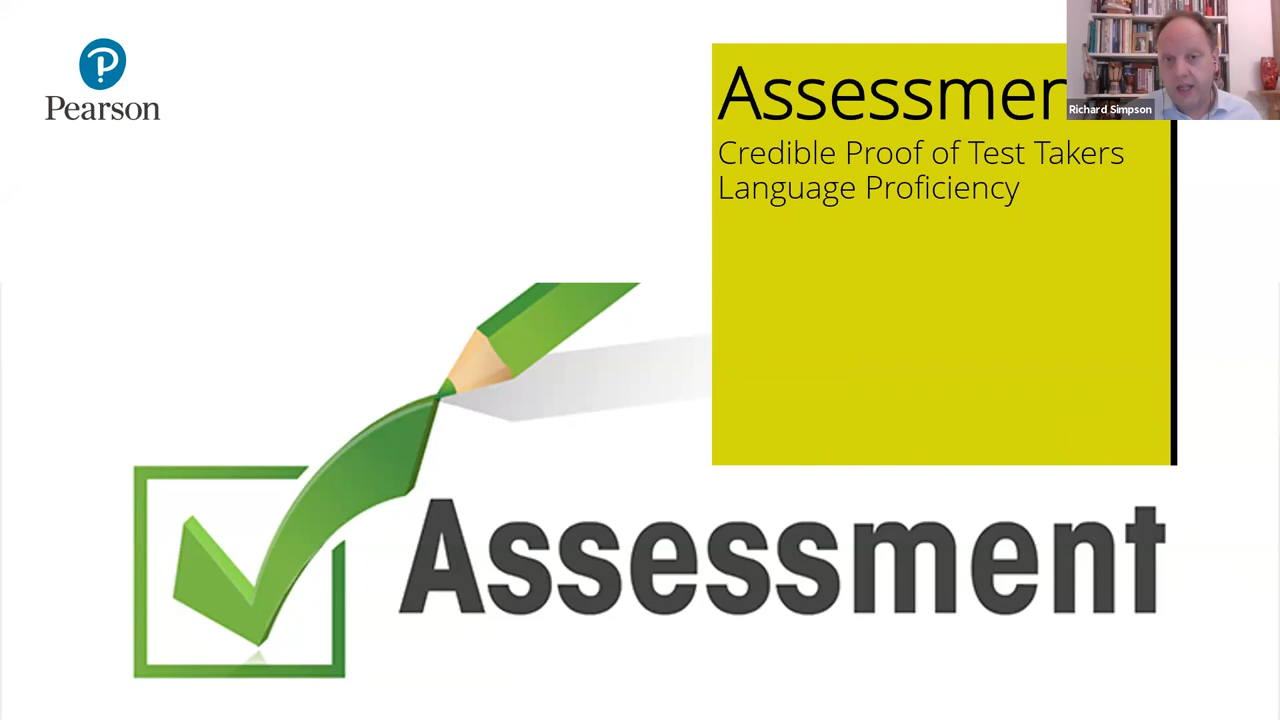 Pearson
Assessmen
Richard Simpson
Credible Proof of Test Takers
Language Proficiency
Assessment